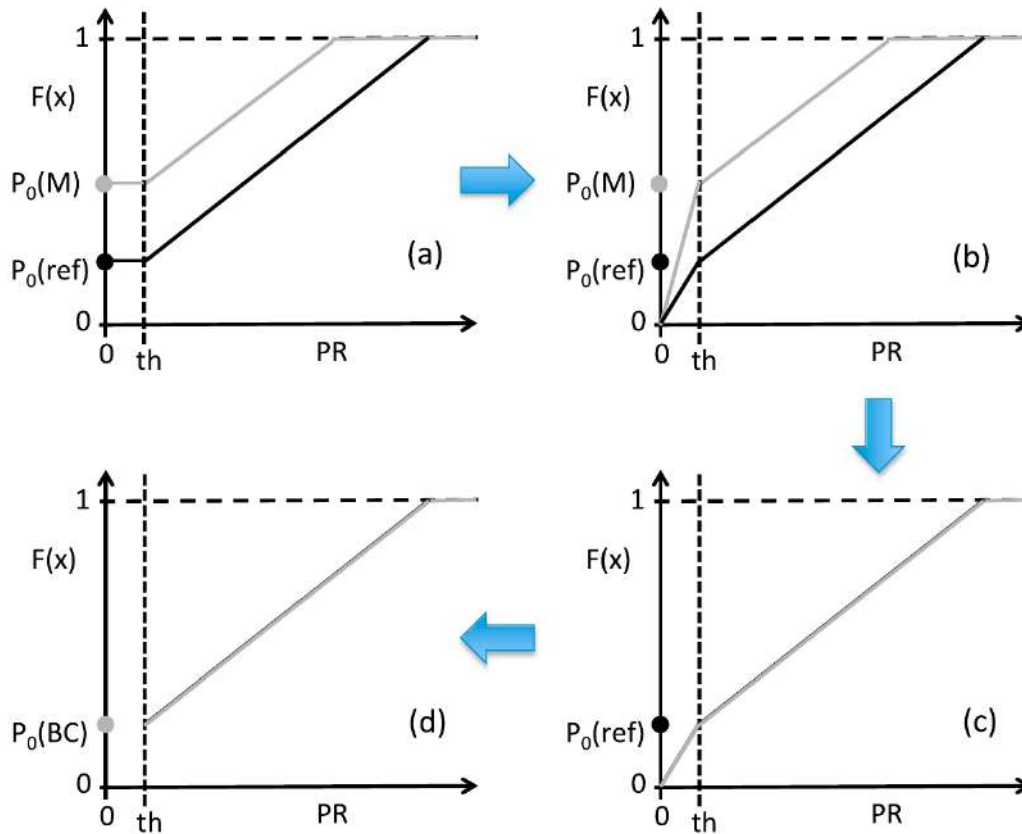 1
F(x)
P₀(M)
P₀(ref)
0
0
th
PR
(a)
1
F(x)
P₀(M)
P₀(ref)
0
0
th
PR
(b)
1
F(x)
P₀(BC)
0
0
th
PR
(d)
1
F(x)
P₀(ref)
0
0
th
PR
(c)